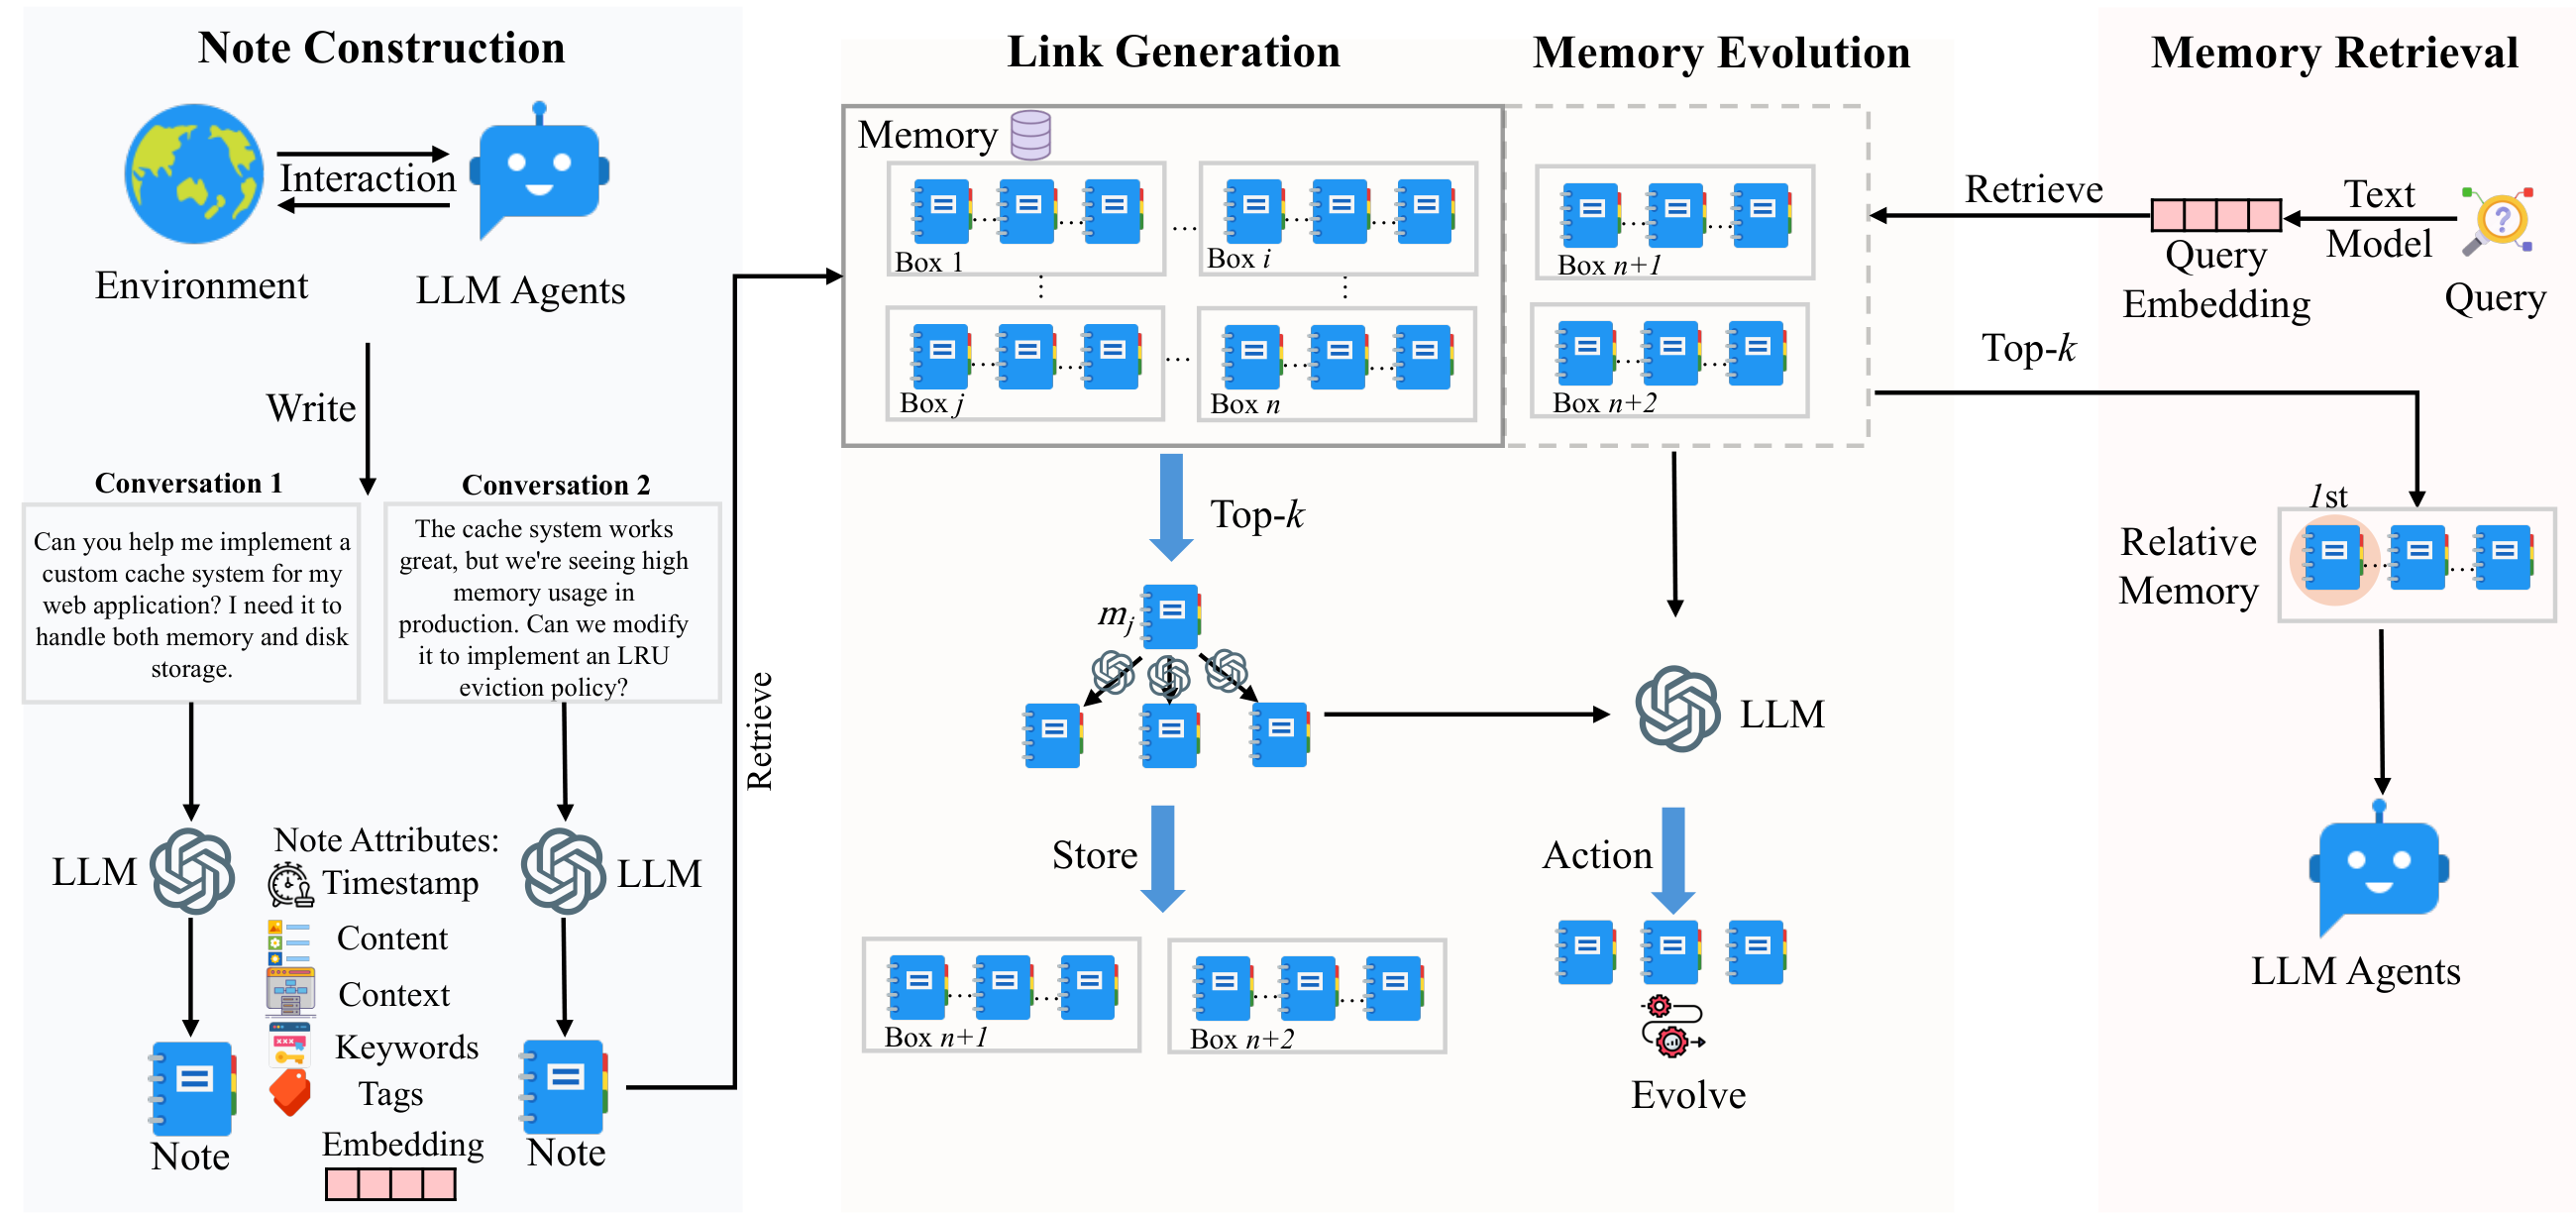 Note Construction
Interaction
Environment
LLM Agents
Write
Conversation 1
Can you help me implement a
custom cache system for my
web application? I need it to
handle both memory and disk
storage.
Conversation 2
The cache system works
great, but we're seeing high
memory usage in
production. Can we modify
it to implement an LRU
eviction policy?
LLM
Note Attributes:
Timestamp
Content
Context
Keywords
Tags
Embedding
LLM
Note
Note
Retrieve
Link Generation
Memory
Box 1
...
Box i
Box j
...
Box n
Top-k
mj
Store
Box n+1
Box n+2
Memory Evolution
Box n+1
Box n+2
LLM
Action
Evolve
Memory Retrieval
Retrieve
Text
Model
Query
Embedding
Query
Top-k
1st
Relative
Memory
LLM Agents